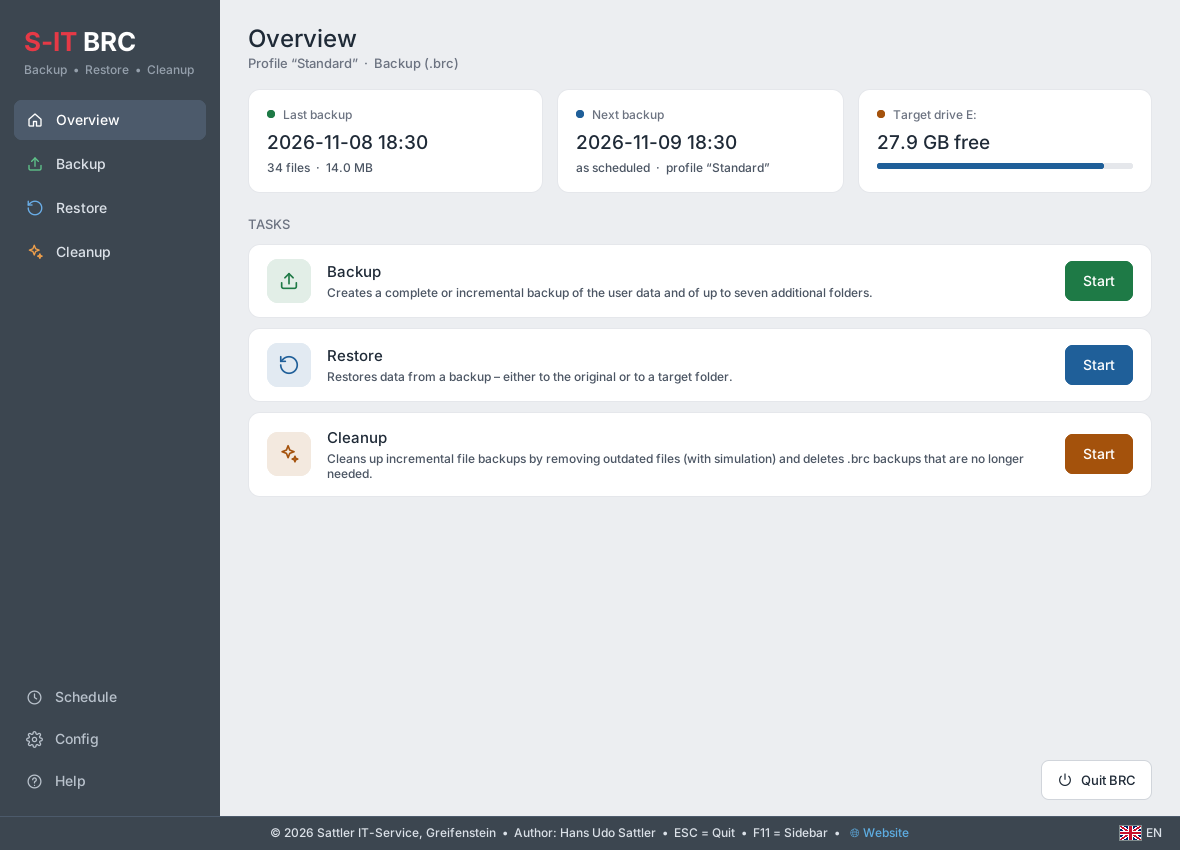 S-IT BRC
Backup • Restore • Cleanup
Overview
Backup
Restore
Cleanup
Schedule
Config
Help
Overview
Profile “Standard” · Backup (.brc)
Last backup
2026-11-08 18:30
34 files · 14.0 MB
Next backup
2026-11-09 18:30
as scheduled · profile “Standard”
Target drive E:
27.9 GB free
TASKS
Backup
Creates a complete or incremental backup of the user data and of up to seven additional folders.
Start
Restore
Restores data from a backup – either to the original or to a target folder.
Start
Cleanup
Cleans up incremental file backups by removing outdated files (with simulation) and deletes .brc backups that are no longer
needed.
Start
Quit BRC
© 2026 Sattler IT-Service, Greifenstein • Author: Hans Udo Sattler • ESC = Quit • F11 = Sidebar • Website
EN